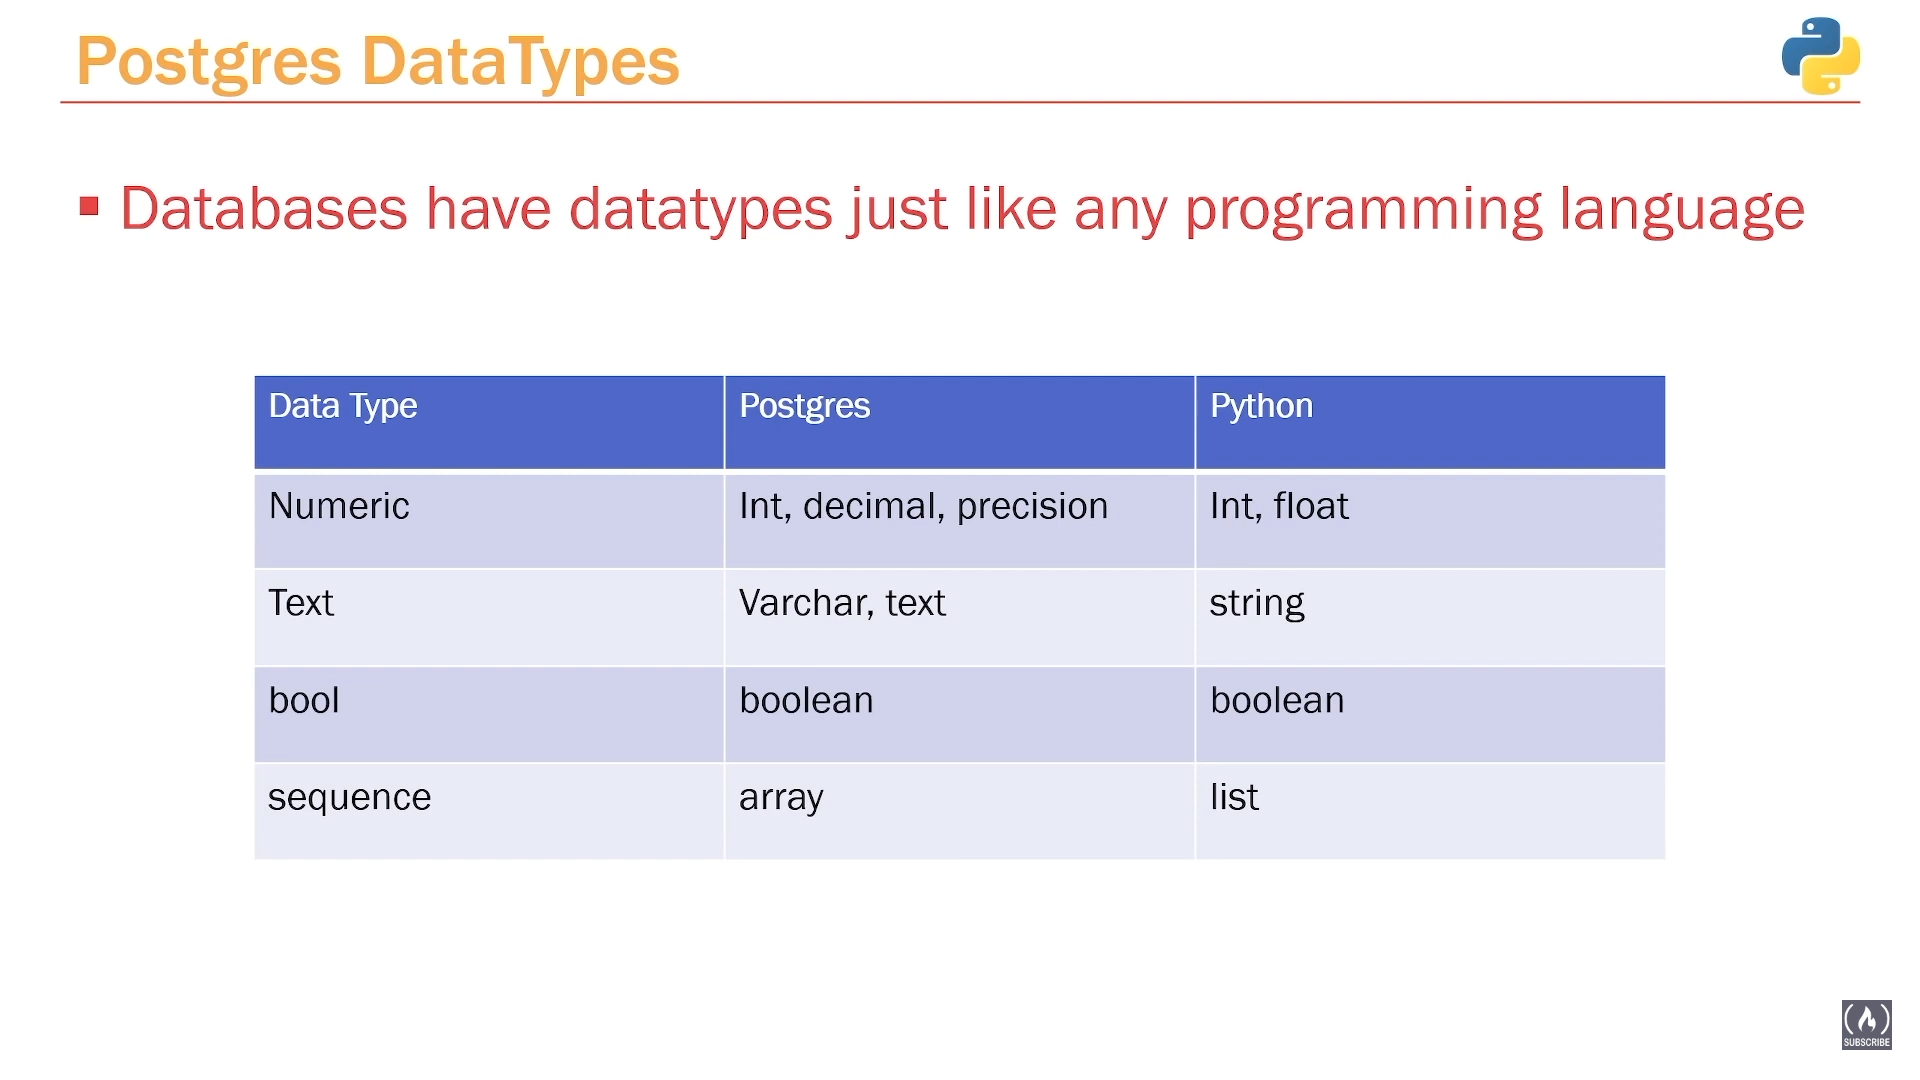 Postgres DataTypes
Databases have datatypes just like any programming language
Data Type Postgres Python
Numeric Int, decimal, precision Int, float
Text Varchar, text string
bool boolean boolean
sequence array list
SUBSCRIBE